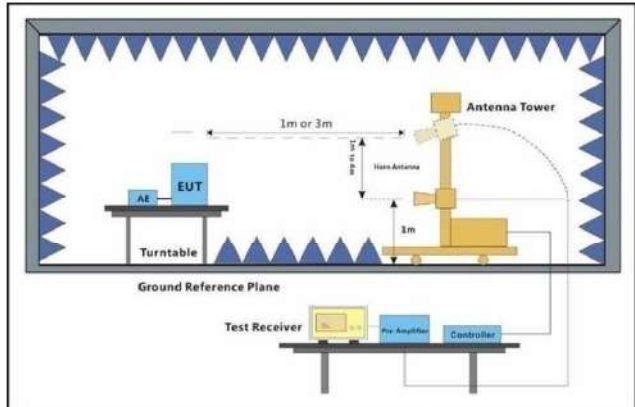 Antenna Tower
1m or 3m
1m to 4m
Horn Antenna
EUT
AE
1m
Turntable
Ground Reference Plane
Test Receiver
Pre-Amplifier
Controller